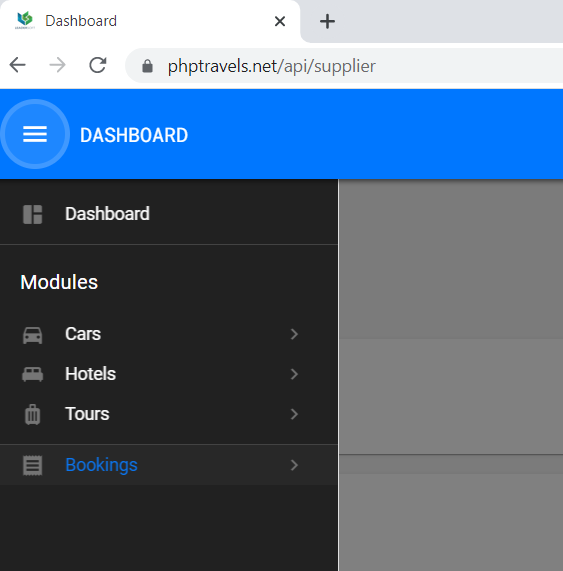 Dashboard
phptravels.net/api/supplier
DASHBOARD
Dashboard
Modules
Cars
Hotels
Tours
Bookings